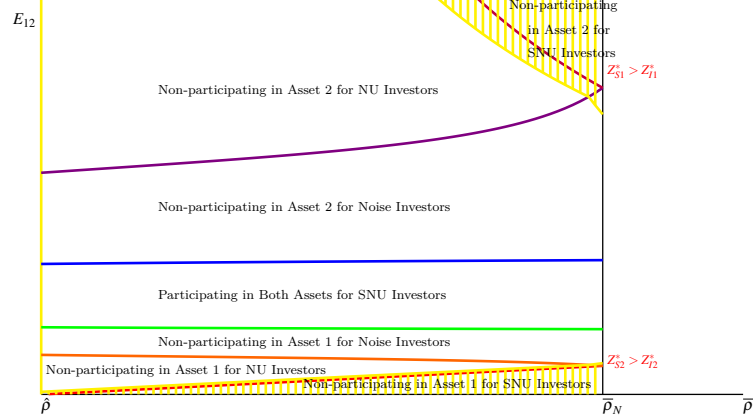 Non-participating
in Asset 2 for
SNU Investors
E₁₂
Z*S1 > Z*I1
Non-participating in Asset 2 for NU Investors
Non-participating in Asset 2 for Noise Investors
Participating in Both Assets for SNU Investors
Non-participating in Asset 1 for Noise Investors
Z*S2 > Z*I2
Non-participating in Asset 1 for NU Investors
Non-participating in Asset 1 for SNU Investors
ρ̂ ρ̅N ρ̅